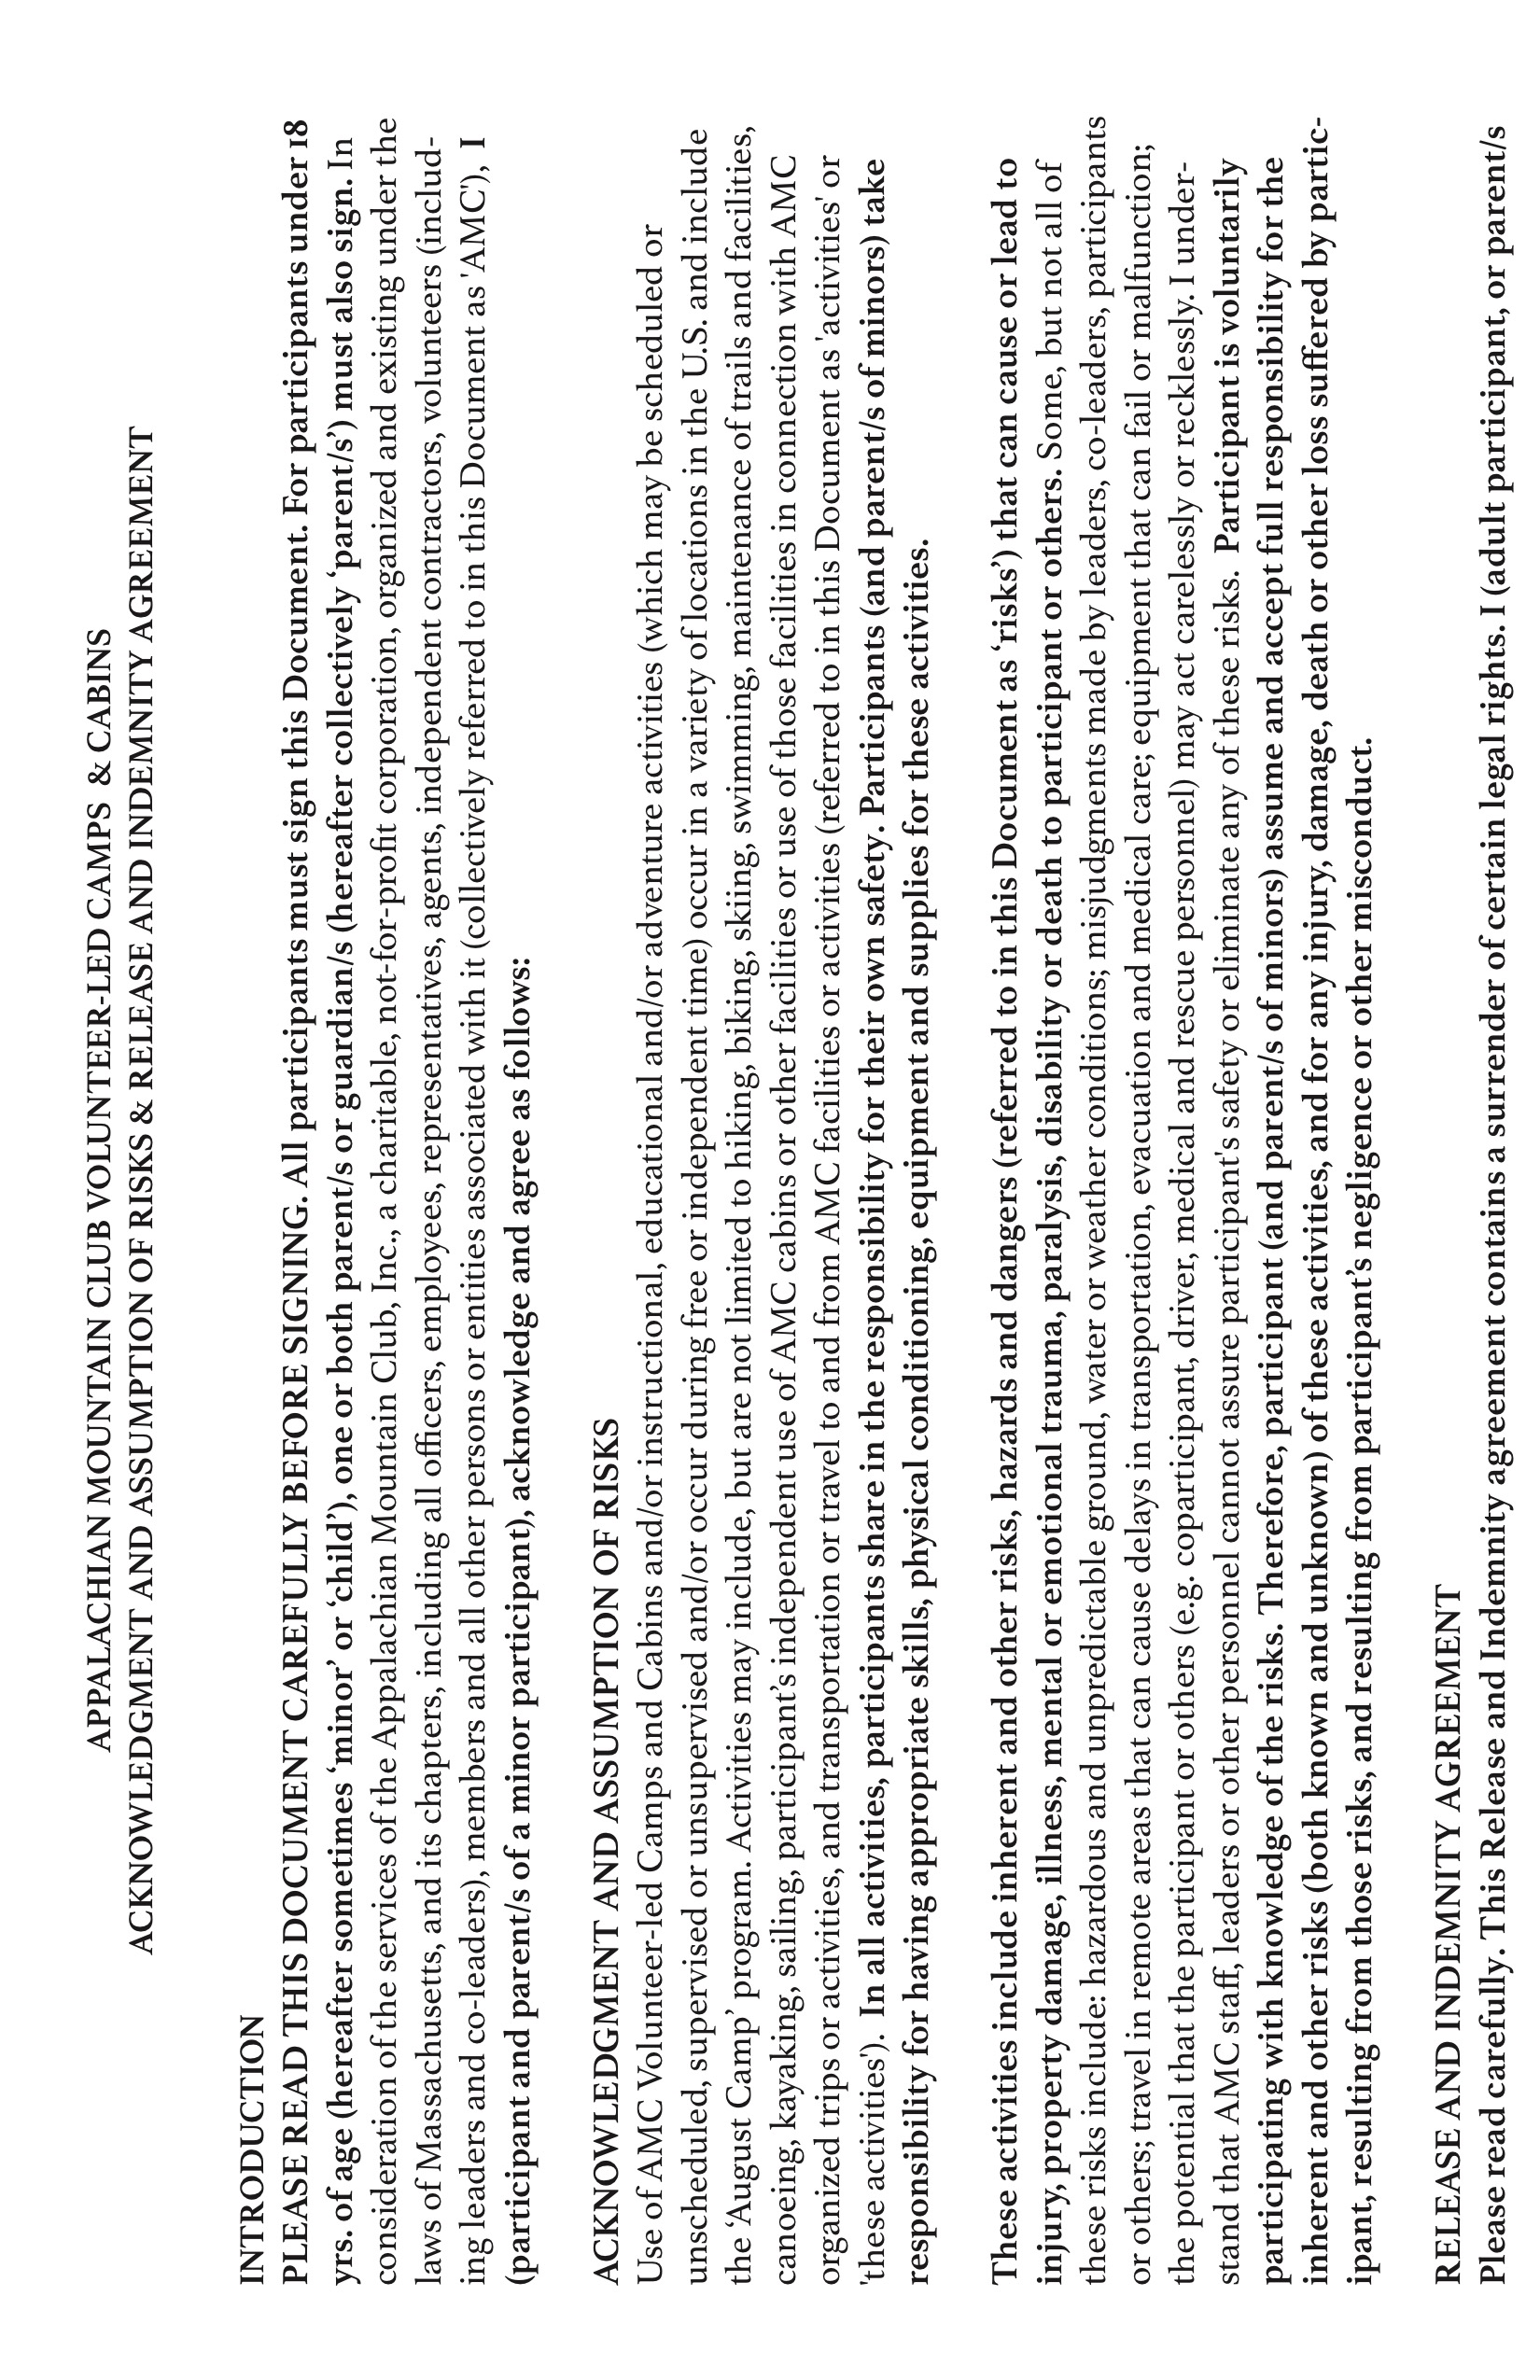 APPALACHIAN MOUNTAIN CLUB VOLUNTEER-LED CAMPS & CABINS
ACKNOWLEDGMENT AND ASSUMPTION OF RISKS & RELEASE AND INDEMNITY AGREEMENT
INTRODUCTION
PLEASE READ THIS DOCUMENT CAREFULLY BEFORE SIGNING. All participants must sign this Document. For participants under 18
yrs. of age (hereafter sometimes ‘minor’ or ‘child’), one or both parent/s or guardian/s (hereafter collectively ‘parent/s’) must also sign. In
consideration of the services of the Appalachian Mountain Club, Inc., a charitable, not-for-profit corporation, organized and existing under the
laws of Massachusetts, and its chapters, including all officers, employees, representatives, agents, independent contractors, volunteers (includ-
ing leaders and co-leaders), members and all other persons or entities associated with it (collectively referred to in this Document as 'AMC'), I
(participant and parent/s of a minor participant), acknowledge and agree as follows:
ACKNOWLEDGMENT AND ASSUMPTION OF RISKS
Use of AMC Volunteer-led Camps and Cabins and/or instructional, educational and/or adventure activities (which may be scheduled or
unscheduled, supervised or unsupervised and/or occur during free or independent time) occur in a variety of locations in the U.S. and include
the ‘August Camp’ program. Activities may include, but are not limited to hiking, biking, skiing, swimming, maintenance of trails and facilities,
canoeing, kayaking, sailing, participant’s independent use of AMC cabins or other facilities or use of those facilities in connection with AMC
organized trips or activities, and transportation or travel to and from AMC facilities or activities (referred to in this Document as 'activities' or
'these activities'). In all activities, participants share in the responsibility for their own safety. Participants (and parent/s of minors) take
responsibility for having appropriate skills, physical conditioning, equipment and supplies for these activities.
These activities include inherent and other risks, hazards and dangers (referred to in this Document as ‘risks’) that can cause or lead to
injury, property damage, illness, mental or emotional trauma, paralysis, disability or death to participant or others. Some, but not all of
these risks include: hazardous and unpredictable ground, water or weather conditions; misjudgments made by leaders, co-leaders, participants
or others; travel in remote areas that can cause delays in transportation, evacuation and medical care; equipment that can fail or malfunction;
the potential that the participant or others (e.g. coparticipant, driver, medical and rescue personnel) may act carelessly or recklessly. I under-
stand that AMC staff, leaders or other personnel cannot assure participant's safety or eliminate any of these risks. Participant is voluntarily
participating with knowledge of the risks. Therefore, participant (and parent/s of minors) assume and accept full responsibility for the
inherent and other risks (both known and unknown) of these activities, and for any injury, damage, death or other loss suffered by partic-
ipant, resulting from those risks, and resulting from participant’s negligence or other misconduct.
RELEASE AND INDEMNITY AGREEMENT
Please read carefully. This Release and Indemnity agreement contains a surrender of certain legal rights. I (adult participant, or parent/s